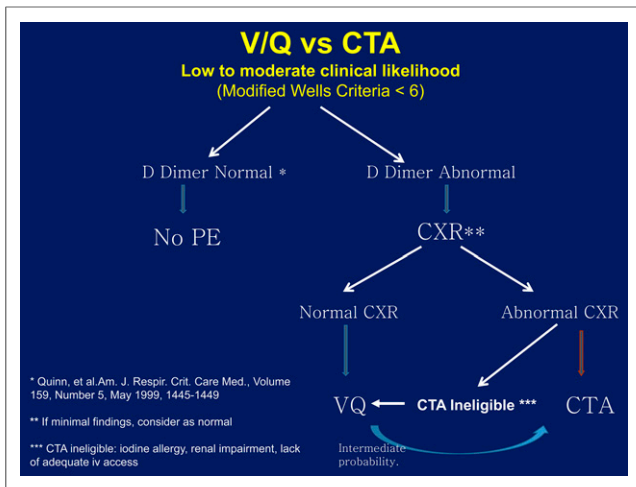 V/Q vs CTA
Low to moderate clinical likelihood
(Modified Wells Criteria < 6)
D Dimer Normal *
D Dimer Abnormal
No PE
CXR**
Normal CXR
Abnormal CXR
* Quinn, et al.Am. J. Respir. Crit. Care Med., Volume
159, Number 5, May 1999, 1445-1449
** If minimal findings, consider as normal
*** CTA ineligible: iodine allergy, renal impairment, lack
of adequate iv access
VQ
CTA Ineligible ***
CTA
Intermediate
probability.